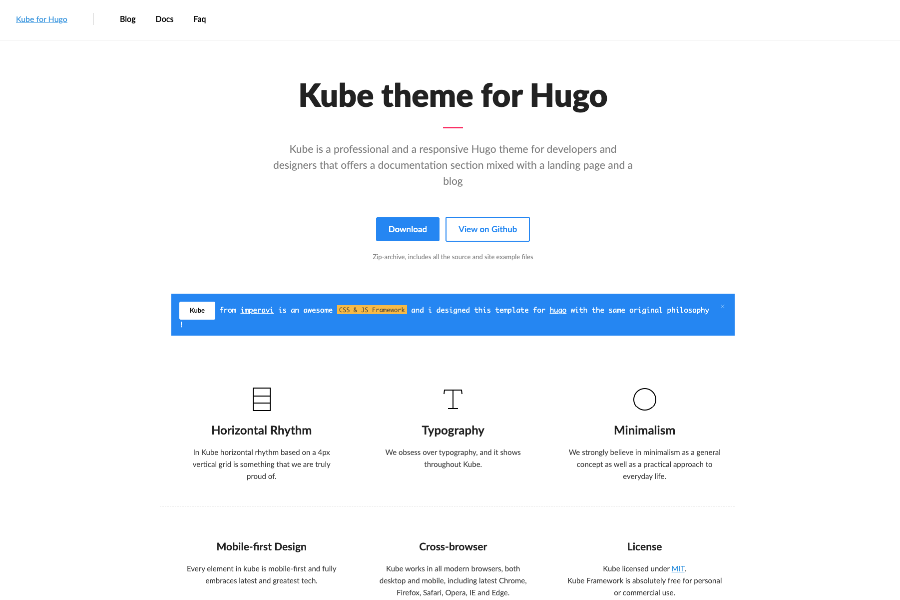 Kube for Hugo
Blog Docs Faq
Kube theme for Hugo
Kube is a professional and a responsive Hugo theme for developers and
designers that offers a documentation section mixed with a landing page and a
blog
Download View on Github
Zip-archive, includes all the source and site example files
Kube from imperavi is an awesome CSS & JS Framework and i designed this template for hugo with the same original philosophy
Horizontal Rhythm
In Kube horizontal rhythm based on a 4px
vertical grid is something that we are truly
proud of.
Typography
We obsess over typography, and it shows
throughout Kube.
Minimalism
We strongly believe in minimalism as a general
concept as well as a practical approach to
everyday life.
Mobile-first Design
Every element in kube is mobile-first and fully
embraces latest and greatest tech.
Cross-browser
Kube works in all modern browsers, both
desktop and mobile, including latest Chrome,
Firefox, Safari, Opera, IE and Edge.
License
Kube licensed under MIT.
Kube Framework is absolutely free for personal
or commercial use.